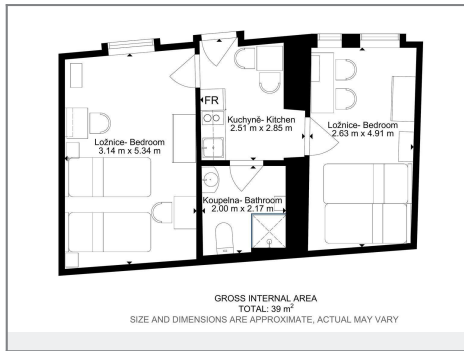 FR
Kuchyně- Kitchen
2.51 m x 2.85 m
Ložnice- Bedroom
3.14 m x 5.34 m
Ložnice- Bedroom
2.63 m x 4.91 m
Koupelna- Bathroom
2.00 m x 2.17 m
GROSS INTERNAL AREA
TOTAL: 39 m²
SIZE AND DIMENSIONS ARE APPROXIMATE, ACTUAL MAY VARY